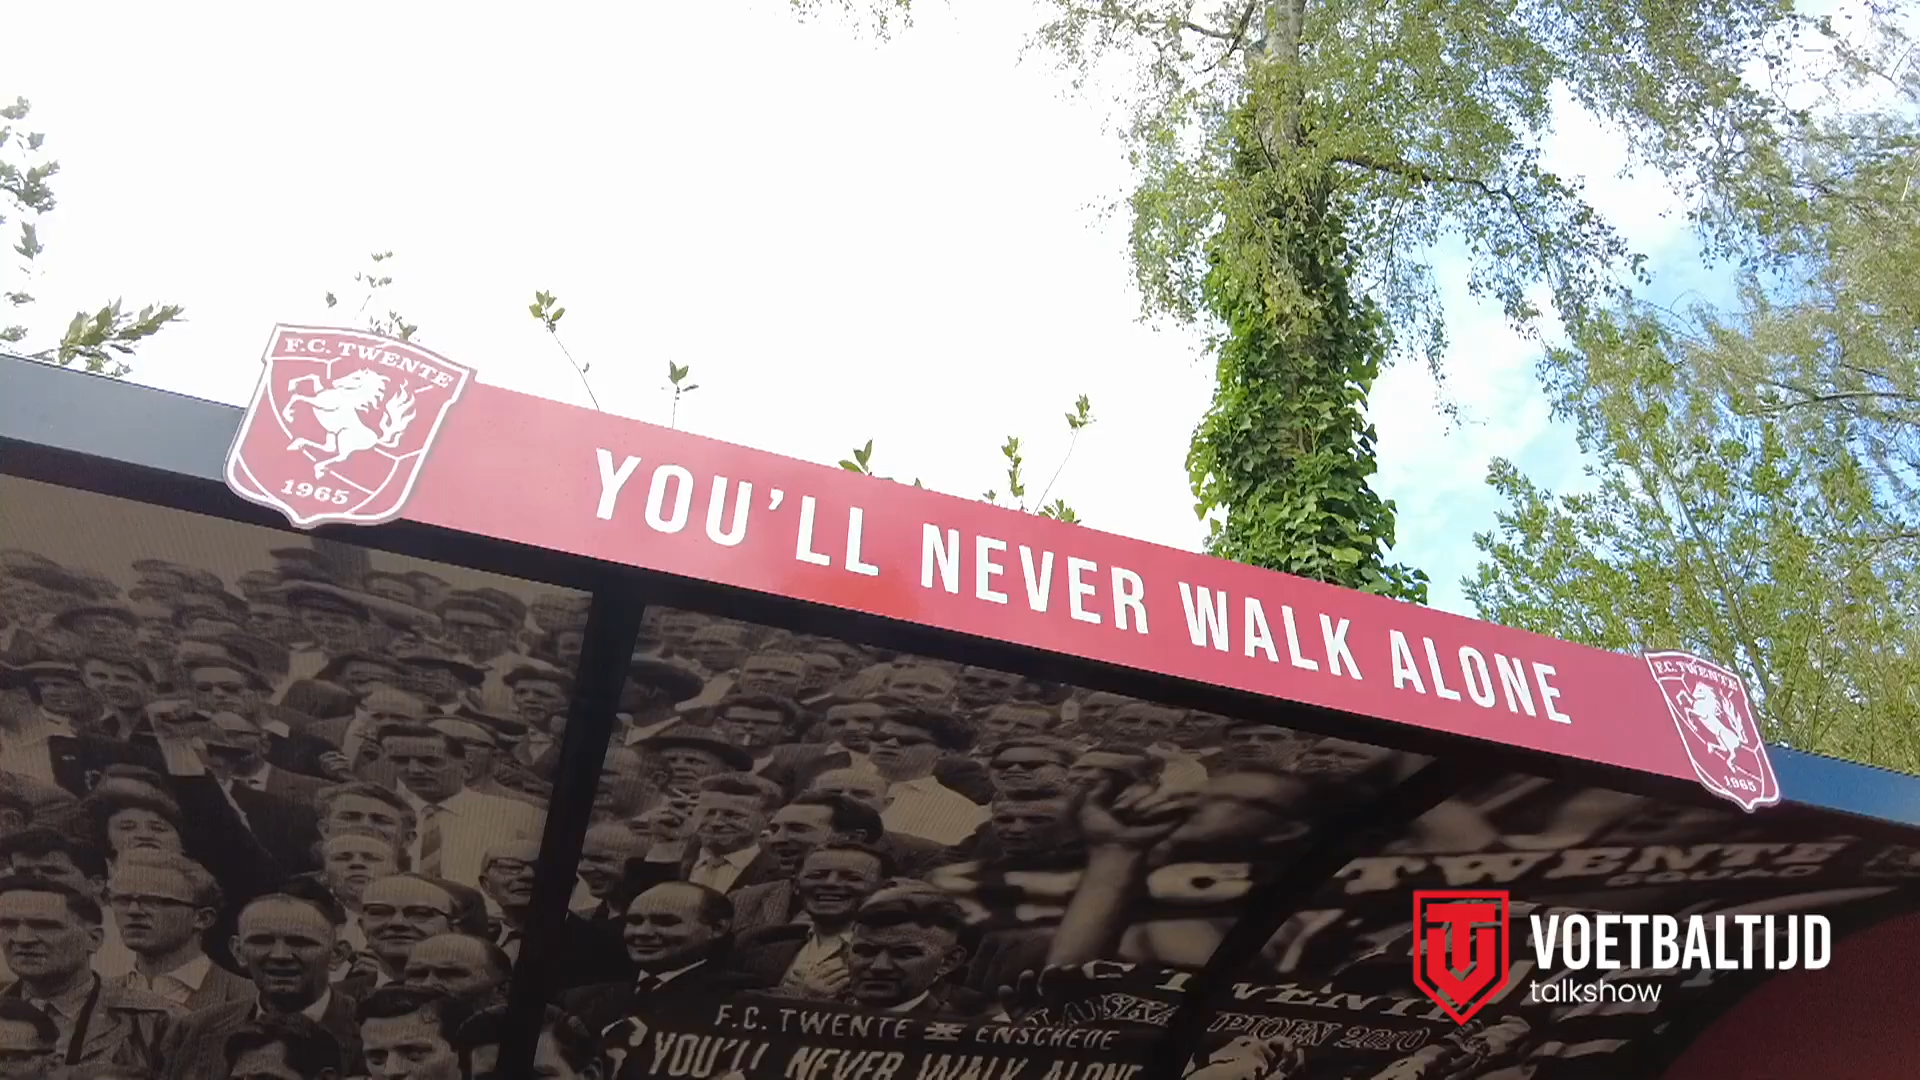 F.C. TWENTE
1965
YOU'LL NEVER WALK ALONE
F.C. TWENTE
1965
C TWENTE
SQUAD
VOETBALTIJD
talkshow
F.C. TWENTE ENSCHEDE
YOU'LL NEVER WALK ALONE